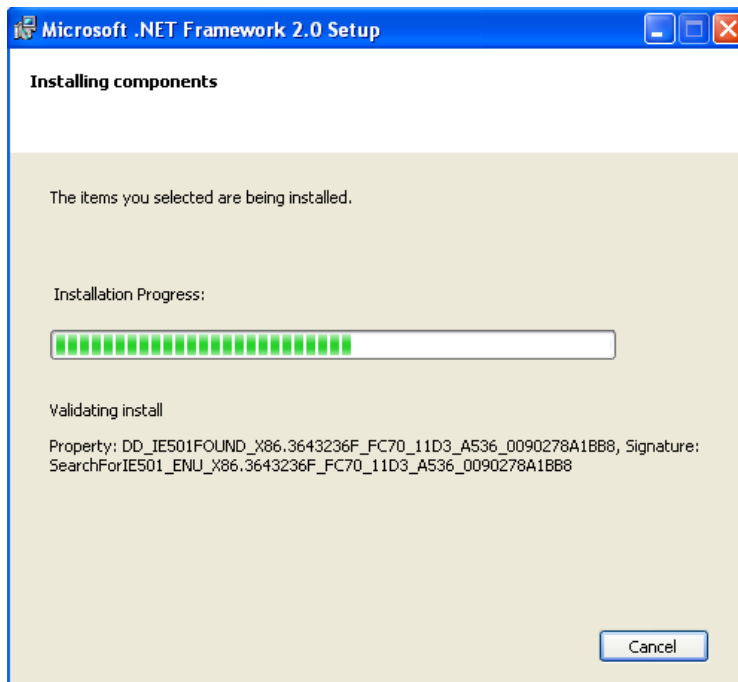 Microsoft .NET Framework 2.0 Setup
Installing components
The items you selected are being installed.
Installation Progress:
Validating install
Property: DD_IE501FOUND_X86.3643236F_FC70_11D3_A536_0090278A1BB8, Signature:
SearchForIE501_ENU_X86.3643236F_FC70_11D3_A536_0090278A1BB8
Cancel